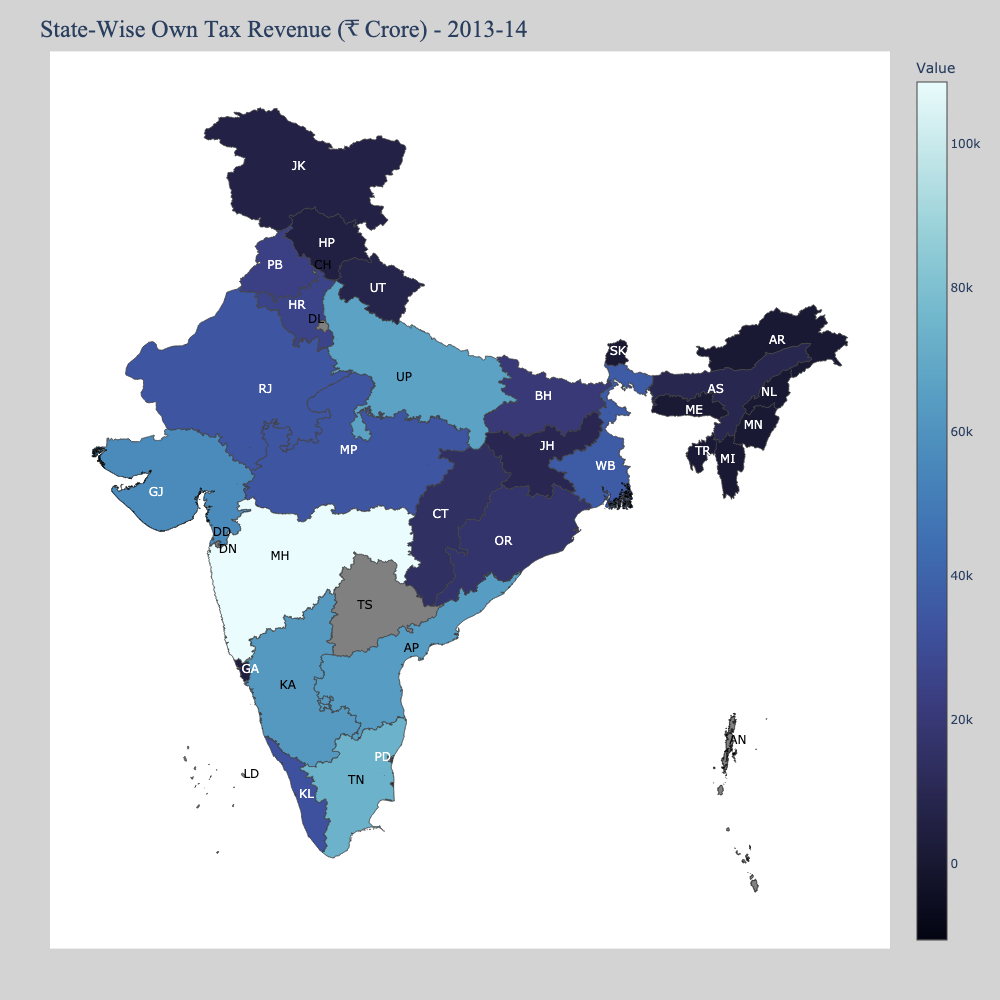 State-Wise Own Tax Revenue (₹ Crore) - 2013-14
Value
100k
80k
60k
40k
20k
0
JK
HP
PB
CH
UT
HR
DL
RJ
UP
BH
SK
AR
AS
NL
ME
MN
TR
MI
MP
JH
WB
GJ
CT
OR
DD
DN
MH
TS
AP
GA
KA
PD
LD
TN
KL
AN